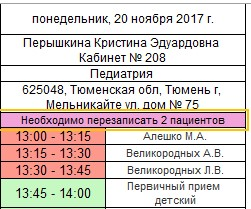 понедельник, 20 ноября 2017 г.
Перышкина Кристина Эдуардовна
Кабинет № 208
Педиатрия
625048, Тюменская обл, Тюмень г,
Мельникайте ул. дом № 75
Необходимо перезаписать 2 пациентов
13:00 - 13:15 Алешко М.А.
13:15 - 13:30 Великородных А.В.
13:30 - 13:45 Великородных Л.В.
13:45 - 14:00 Первичный прием
детский